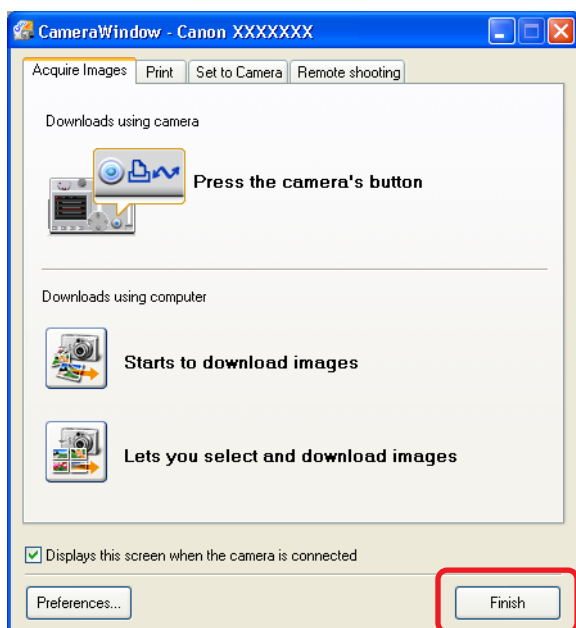 CameraWindow - Canon XXXXXXX
Acquire Images Print Set to Camera Remote shooting
Downloads using camera
Press the camera's button
Downloads using computer
Starts to download images
Lets you select and download images
Displays this screen when the camera is connected
Preferences... Finish